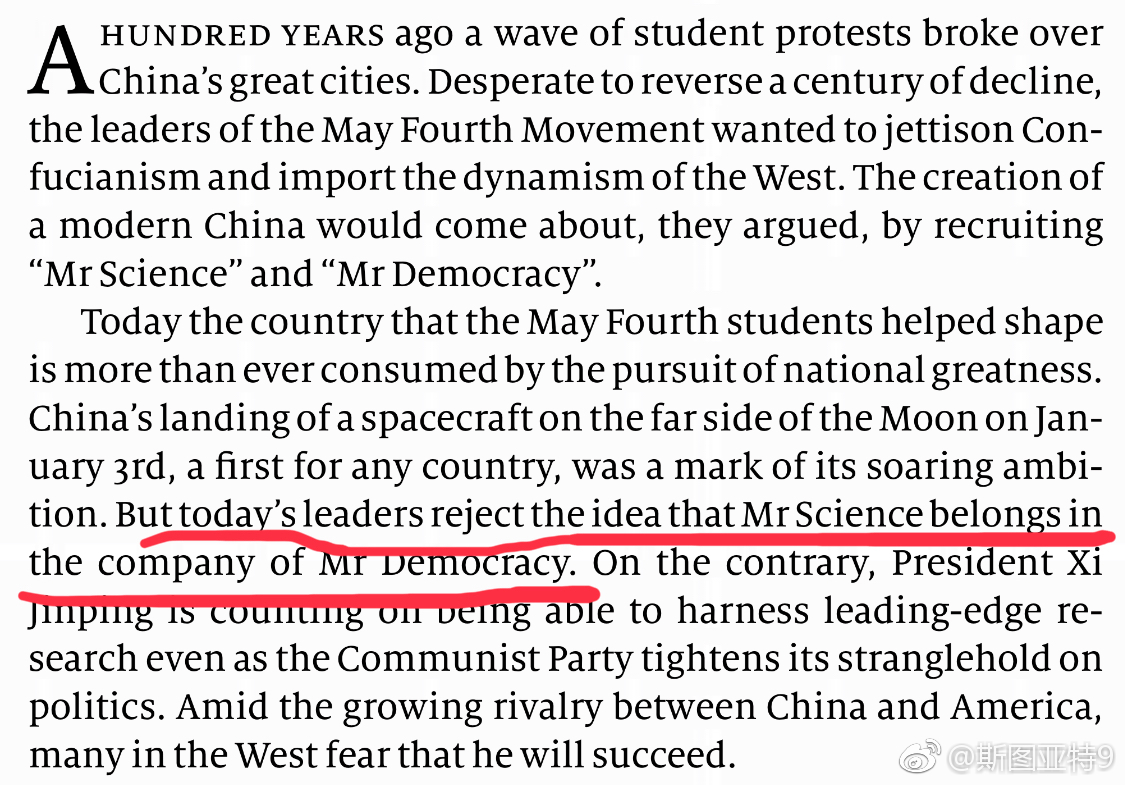 A HUNDRED YEARS ago a wave of student protests broke over
China's great cities. Desperate to reverse a century of decline,
the leaders of the May Fourth Movement wanted to jettison Con-
fucianism and import the dynamism of the West. The creation of
a modern China would come about, they argued, by recruiting
“Mr Science” and “Mr Democracy”.
Today the country that the May Fourth students helped shape
is more than ever consumed by the pursuit of national greatness.
China's landing of a spacecraft on the far side of the Moon on Jan-
uary 3rd, a first for any country, was a mark of its soaring ambi-
tion. But today's leaders reject the idea that Mr Science belongs in
the company of Mr Democracy. On the contrary, President Xi
Jinping is counting on being able to harness leading-edge re-
search even as the Communist Party tightens its stranglehold on
politics. Amid the growing rivalry between China and America,
many in the West fear that he will succeed.
@斯图亚特9